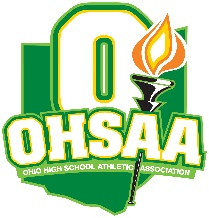 O
OHSAA
OHIO HIGH SCHOOL ATHLETIC ASSOCIATION